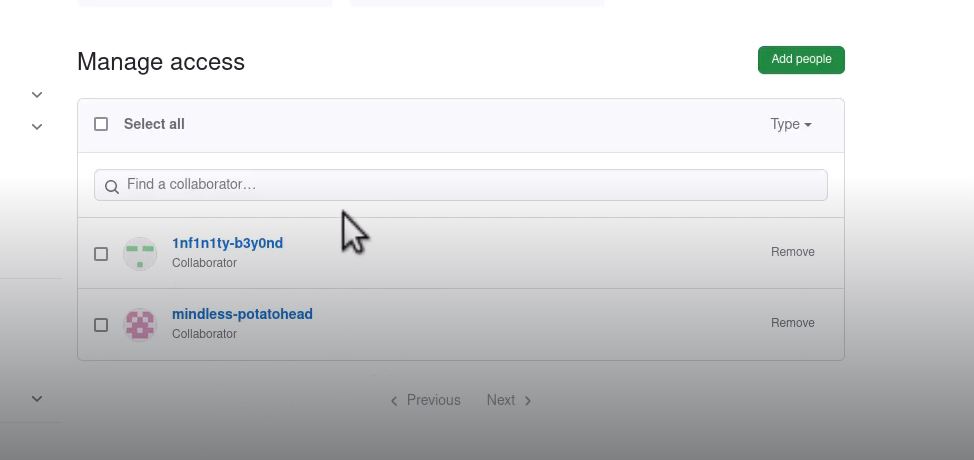 Manage access
Add people
Select all
Type
Find a collaborator…
1nf1n1ty-b3y0nd
Collaborator
Remove
mindless-potatohead
Collaborator
Remove
Previous Next